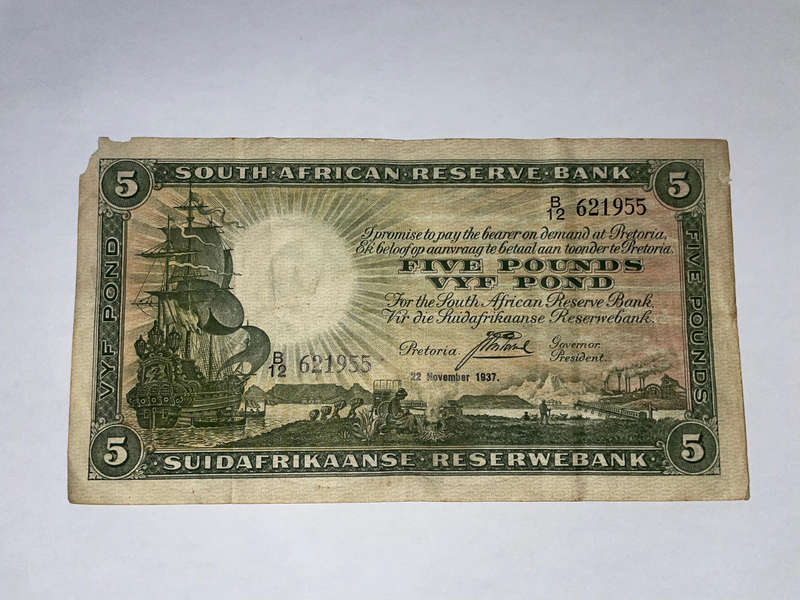 SOUTH·AFRICAN·RESERVE·BANK
5
5
B/12 621955
I promise to pay the bearer on demand at Pretoria.
Ek beloof op aanvraag te betaal aan toonder te Pretoria.
FIVE POUNDS
VYF POND
For the South African Reserve Bank.
Vir die Suidafrikaanse Reserwebank.
Pretoria.
Governor.
President.
B/12 621955
22 November 1937.
VYF POND
FIVE POUNDS
5
5
·SUIDAFRIKAANSE·RESERWEBANK·